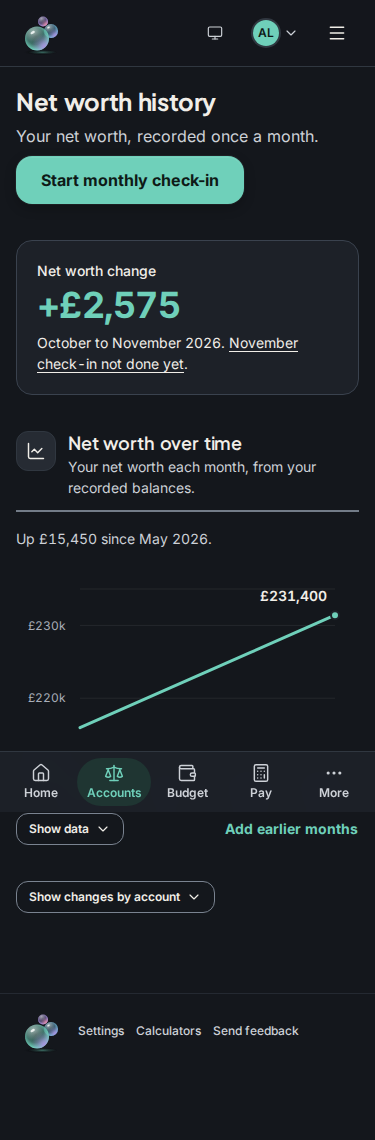 AL
Net worth history
Your net worth, recorded once a month.
Start monthly check-in
Net worth change
+£2,575
October to November 2026. November
check-in not done yet.
Net worth over time
Your net worth each month, from your
recorded balances.
Up £15,450 since May 2026.
£231,400
£230k
£220k
Home Accounts Budget Pay More
Show data Add earlier months
Show changes by account
Settings Calculators Send feedback